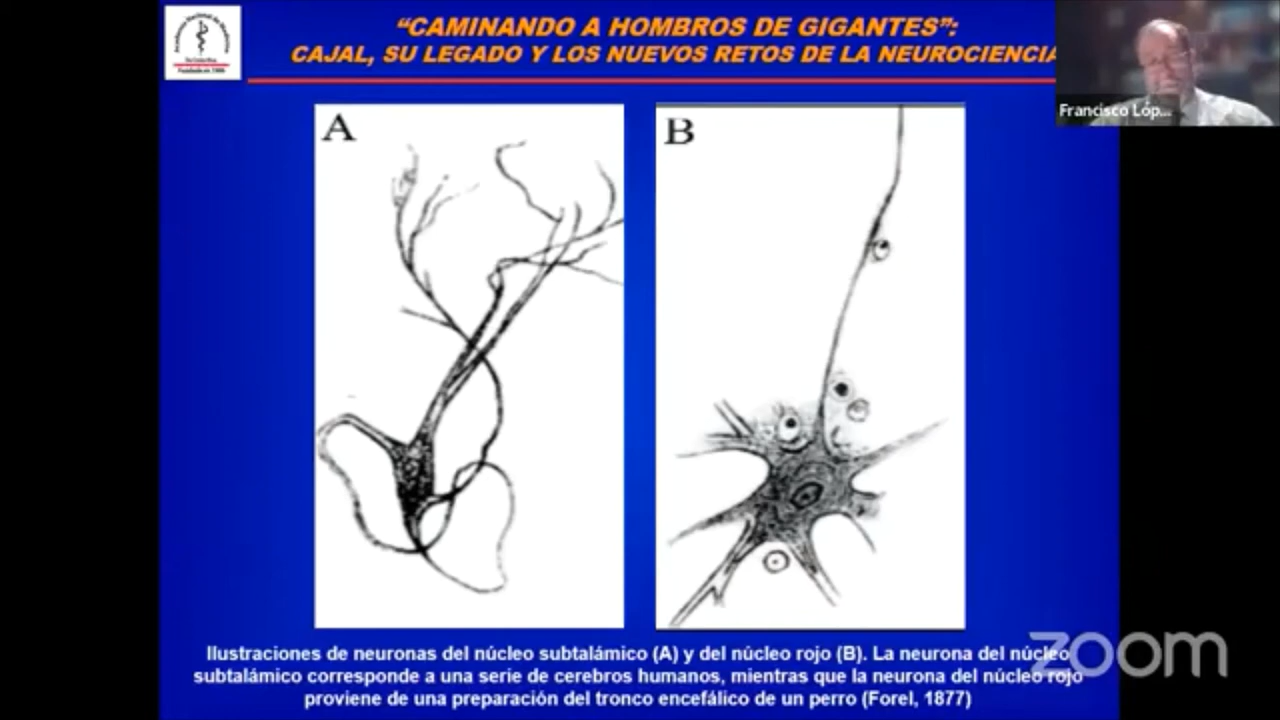 “CAMINANDO A HOMBROS DE GIGANTES”:
CAJAL, SU LEGADO Y LOS NUEVOS RETOS DE LA NEUROCIENCIA
Francisco Lóp...
A
B
Ilustraciones de neuronas del núcleo subtalámico (A) y del núcleo rojo (B). La neurona del núcleo
subtalámico corresponde a una serie de cerebros humanos, mientras que la neurona del núcleo rojo
proviene de una preparación del tronco encefálico de un perro (Forel, 1877)
zoom